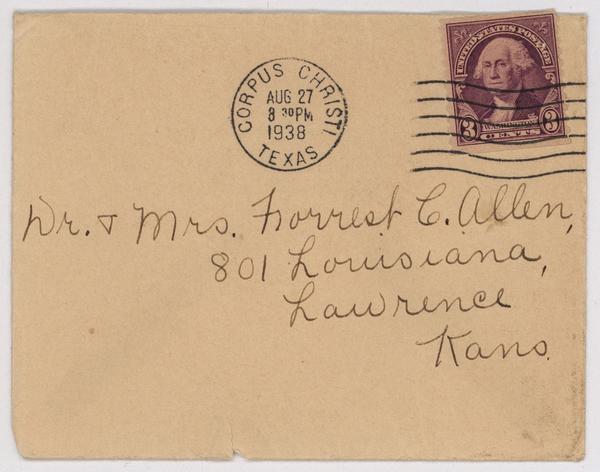 CORPUS CHRISTI
AUG 27
8 30 PM
1938
TEXAS
UNITED STATES POSTAGE
WASHINGTON
3 CENTS 3
Dr. & Mrs. Forrest C. Allen,
801 Louisiana,
Lawrence
Kans.